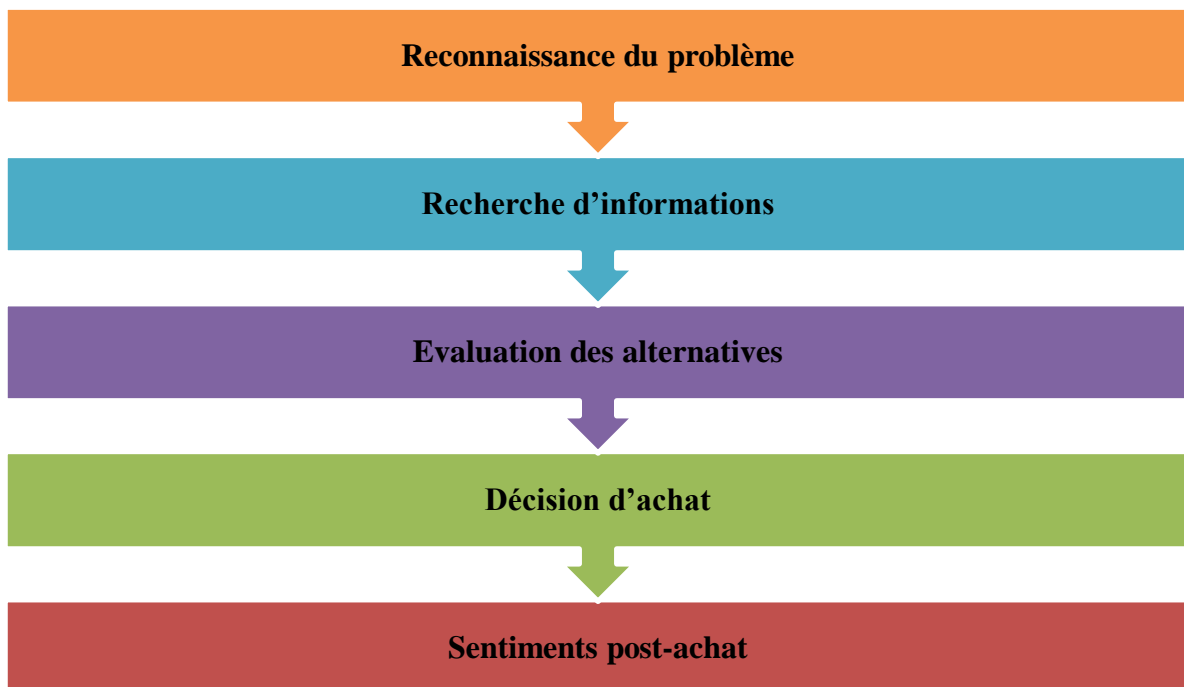 Reconnaissance du problème
Recherche d’informations
Evaluation des alternatives
Décision d’achat
Sentiments post-achat